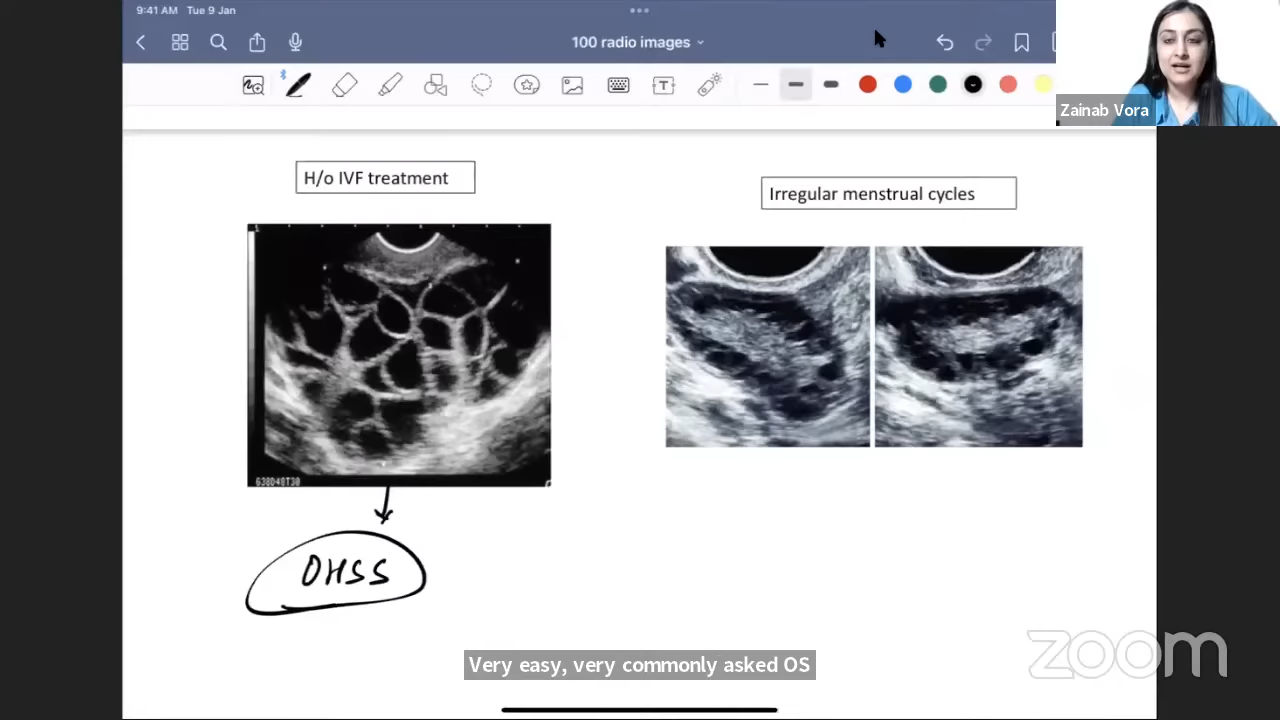 9:41 AM Tue 9 Jan
100 radio images
T
Zainab Vora
H/o IVF treatment
Irregular menstrual cycles
G38D48T30
OHSS
Very easy, very commonly asked OS
zoom